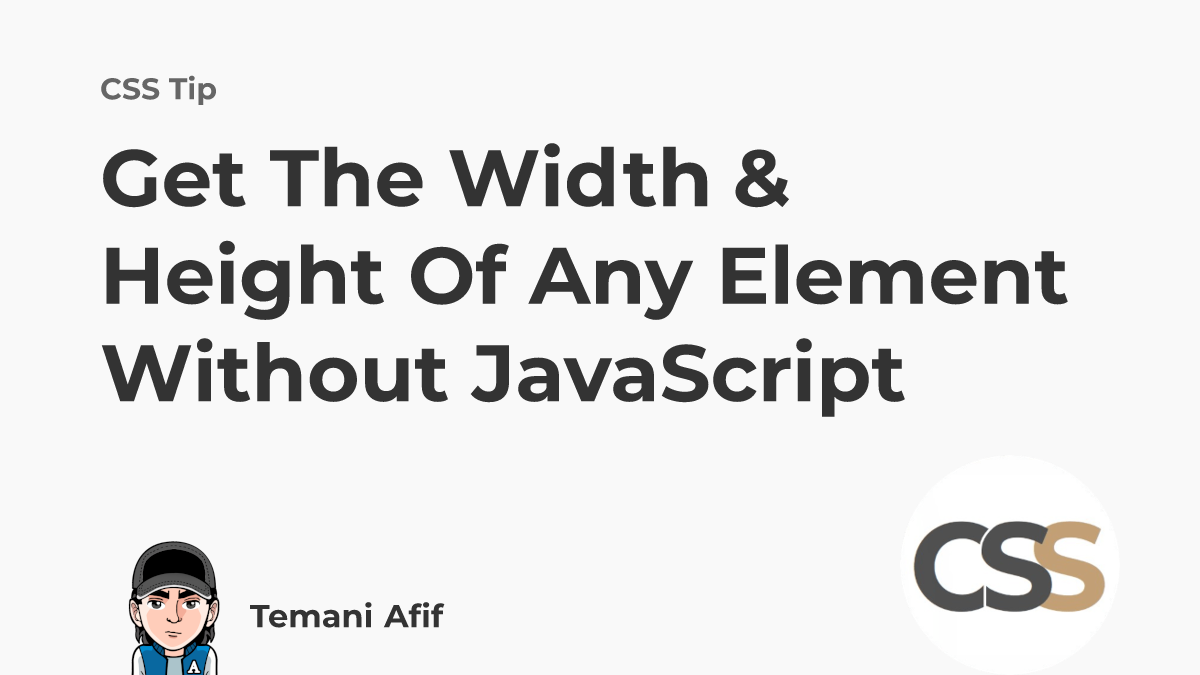 CSS Tip
Get The Width &
Height Of Any Element
Without JavaScript
A
Temani Afif
CSS